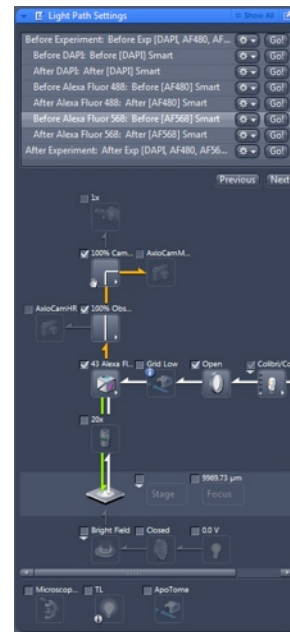 Light Path Settings
Show All
Before Experiment: Before Exp [DAPI, AF480, AF... Go!
Before DAPI: Before [DAPI] Smart Go!
After DAPI: After [DAPI] Smart Go!
Before Alexa Fluor 488: Before [AF480] Smart Go!
After Alexa Fluor 488: After [AF480] Smart Go!
Before Alexa Fluor 568: Before [AF568] Smart Go!
After Alexa Fluor 568: After [AF568] Smart Go!
After Experiment: After Exp [DAPI, AF480, AF56... Go!
Previous Next
1x
100% Cam... AxioCamM...
AxioCamHR 100% Obs...
43 Alexa Fl... Grid Low Open Colibri/Co
20x
9969.73 µm
Stage Focus
Bright Field Closed 0.0 V
Microscop... TL ApoTome